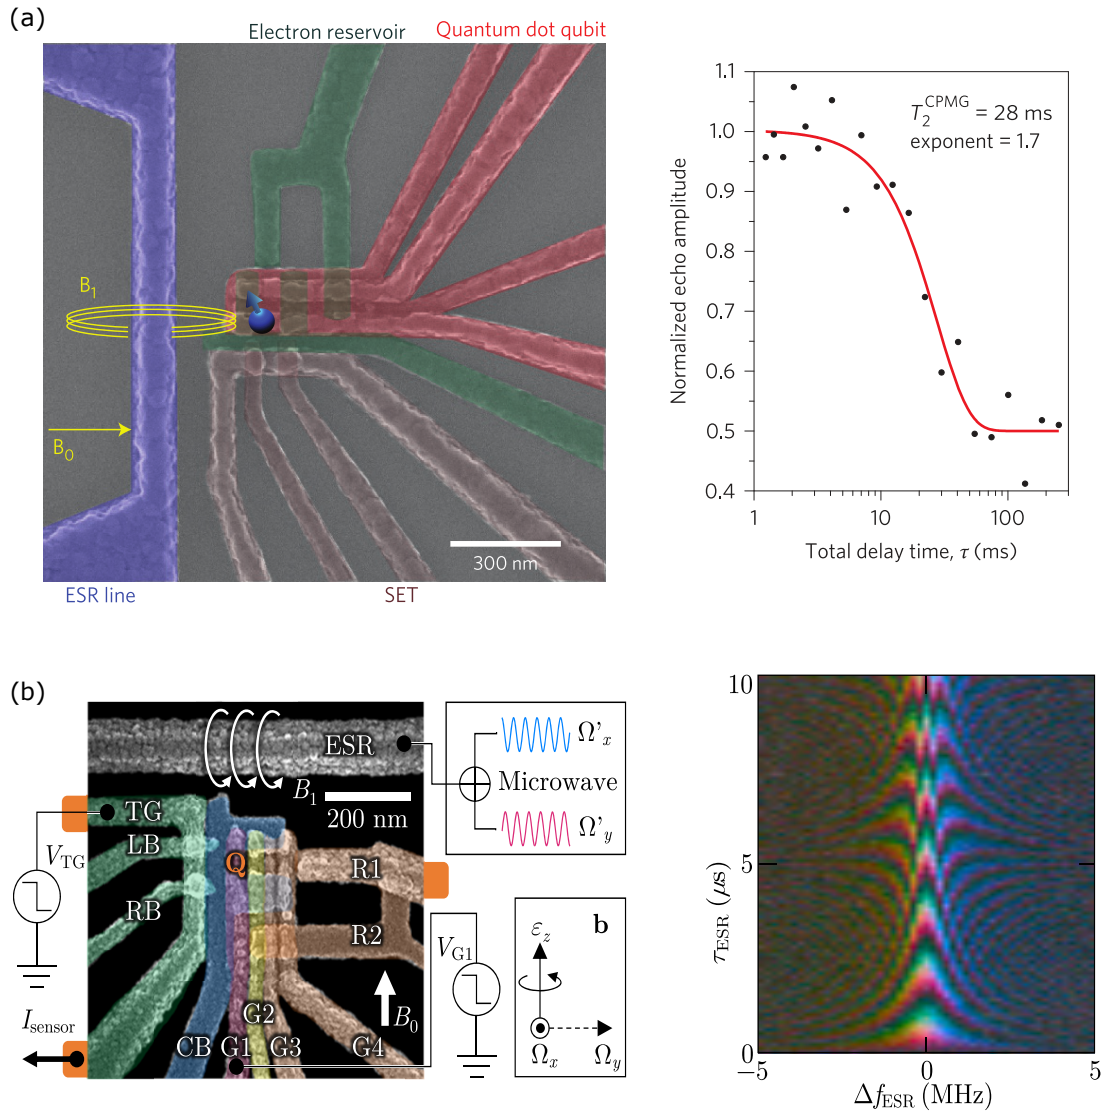 (a)
Electron reservoir
Quantum dot qubit
B1
B0
300 nm
ESR line
SET
1.1
1.0
0.9
0.8
0.7
0.6
0.5
0.4
Normalized echo amplitude
T2^CPMG = 28 ms
exponent = 1.7
1
10
100
Total delay time, τ (ms)
(b)
ESR
B1
200 nm
TG
LB
RB
Q
R1
R2
VTG
VG1
Isensor
CB
G1
G2
G3
G4
B0
Ω'x
Microwave
Ω'y
b
εz
Ωx
Ωy
10
5
0
τESR (μs)
−5
0
5
ΔfESR (MHz)